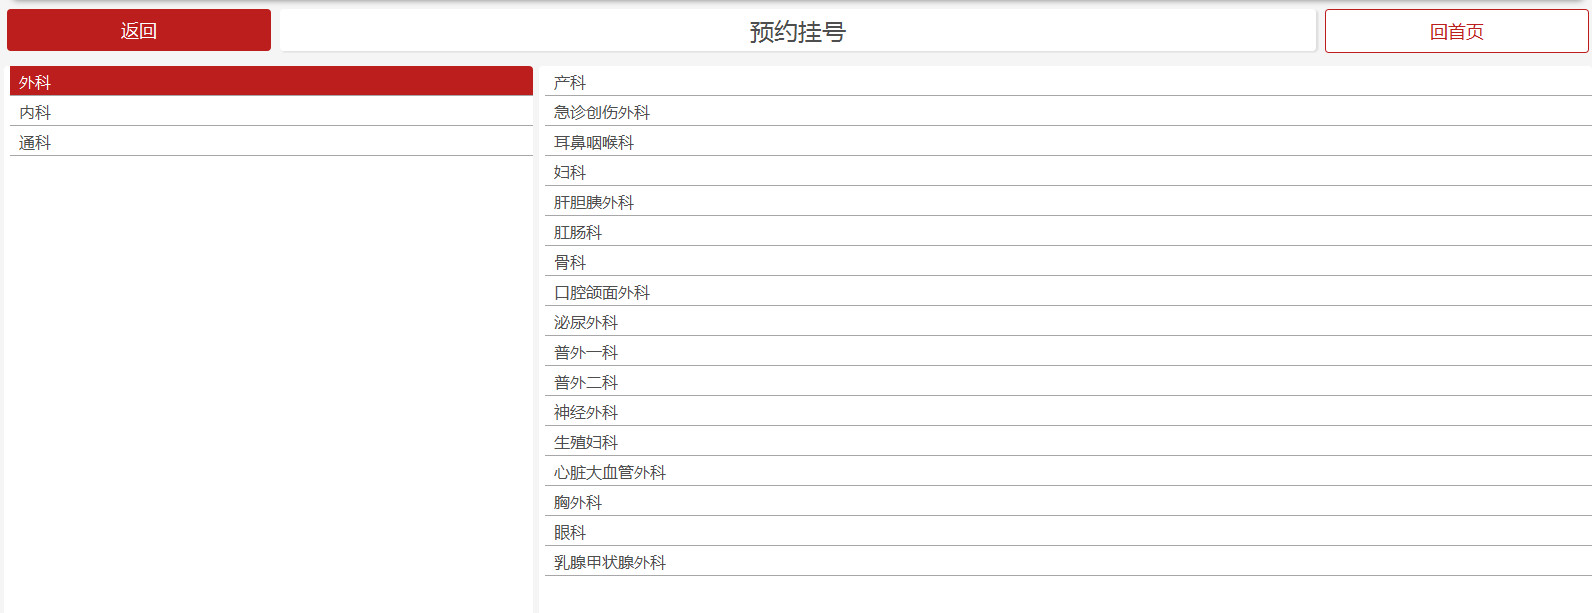 返回
预约挂号
回首页
外科
内科
通科
产科
急诊创伤外科
耳鼻咽喉科
妇科
肝胆胰外科
肛肠科
骨科
口腔颌面外科
泌尿外科
普外一科
普外二科
神经外科
生殖妇科
心脏大血管外科
胸外科
眼科
乳腺甲状腺外科